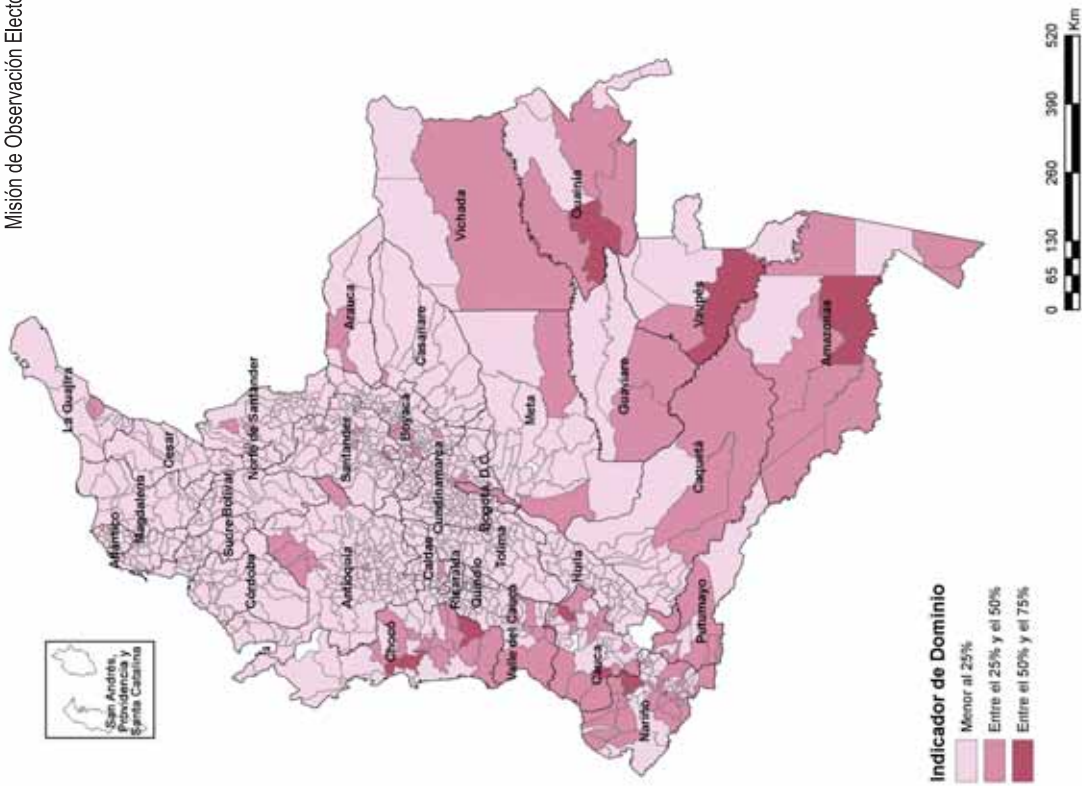 Misión de Observación Elector
San Andrés,
Providencia y
Santa Catalina
La Guajira
Atlántico
Magdalena
Cesar
Sucre
Bolívar
Norte de Santander
Córdoba
Antioquia
Santander
Arauca
Chocó
Boyacá
Casanare
Caldas
Cundinamarca
Risaralda
Quindío
Bogotá, D.C.
Tolima
Vichada
Valle del Cauca
Meta
Huila
Guainía
Cauca
Guaviare
Nariño
Caquetá
Vaupés
Putumayo
Amazonas
Indicador de Dominio
Menor al 25%
Entre el 25% y el 50%
Entre el 50% y el 75%
0 65 130 260 390 520
Km